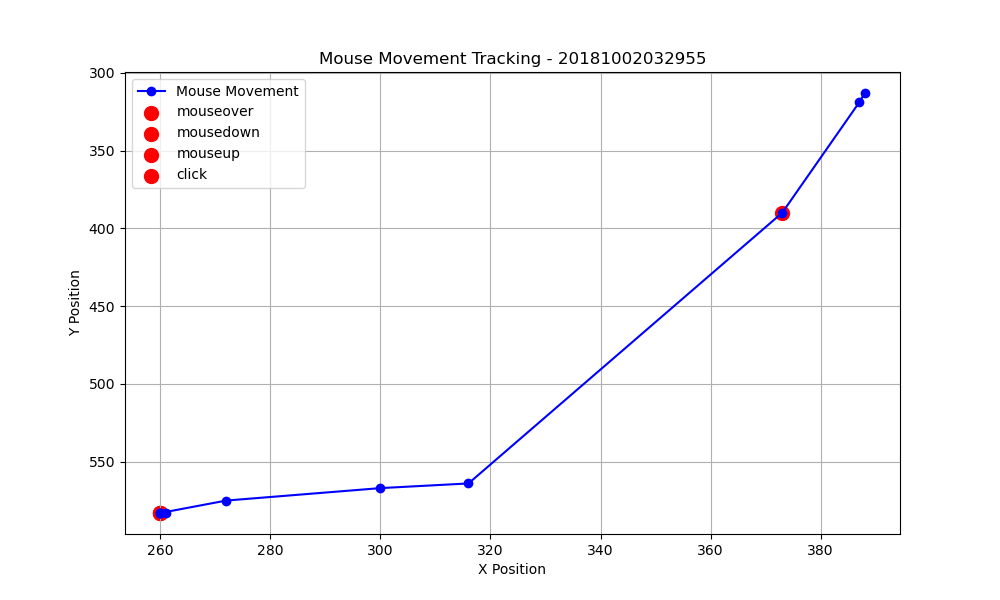 Mouse Movement Tracking - 20181002032955
300
350
400
450
500
550
Y Position
Mouse Movement
mouseover
mousedown
mouseup
click
260 280 300 320 340 360 380
X Position